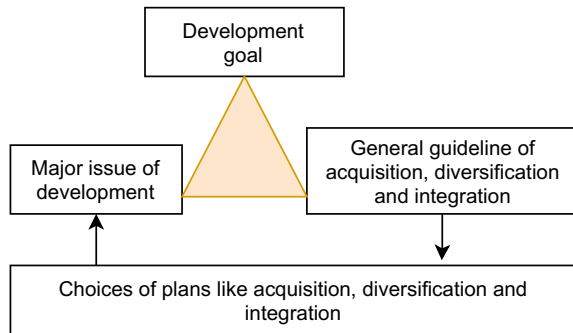 Development
goal
Major issue of
development
General guideline of
acquisition, diversification
and integration
Choices of plans like acquisition, diversification and
integration